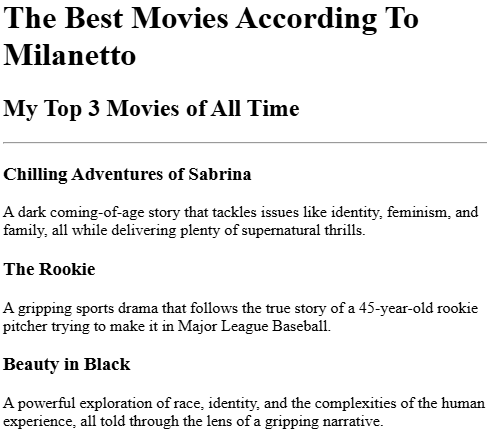 The Best Movies According To
Milanetto
My Top 3 Movies of All Time
Chilling Adventures of Sabrina
A dark coming-of-age story that tackles issues like identity, feminism, and
family, all while delivering plenty of supernatural thrills.
The Rookie
A gripping sports drama that follows the true story of a 45-year-old rookie
pitcher trying to make it in Major League Baseball.
Beauty in Black
A powerful exploration of race, identity, and the complexities of the human
experience, all told through the lens of a gripping narrative.